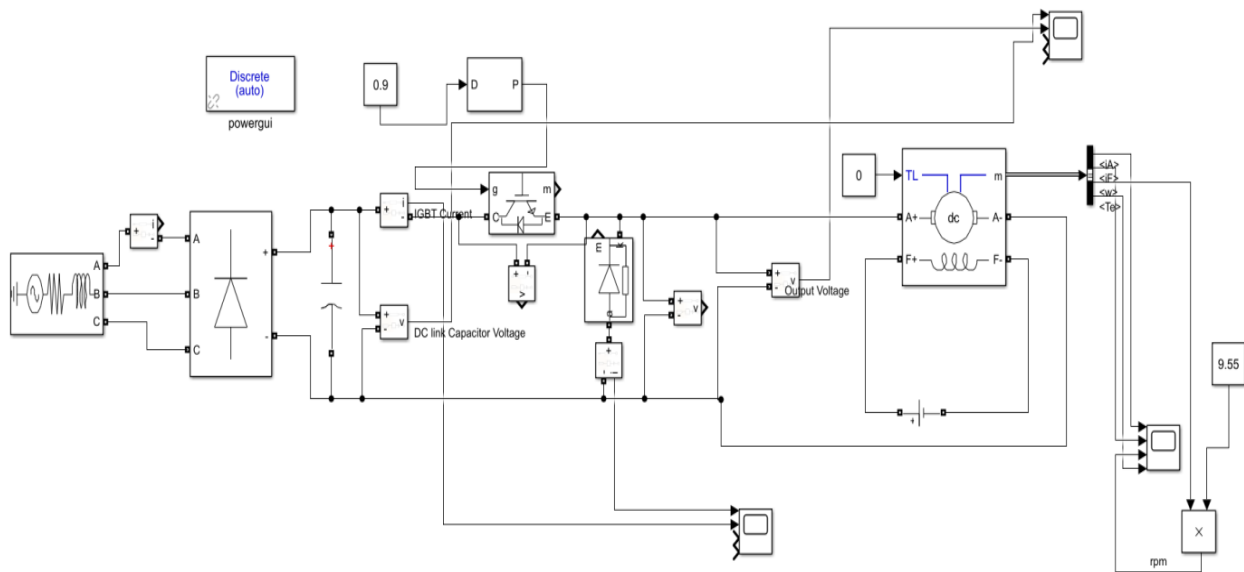 Discrete
(auto)
powergui
0.9
D P
g m
C E
i
+
-
IGBT Current
A
B
C
A
B
C
+
-
+
+
-
v
DC link Capacitor Voltage
+
-
v
m
k
a
+
-
i
+
-
v
+
-
v
Output Voltage
0
TL m
A+ dc A-
F+ F-
+
<iA>
<iF>
<w>
<Te>
9.55
+
-
i
×
rpm